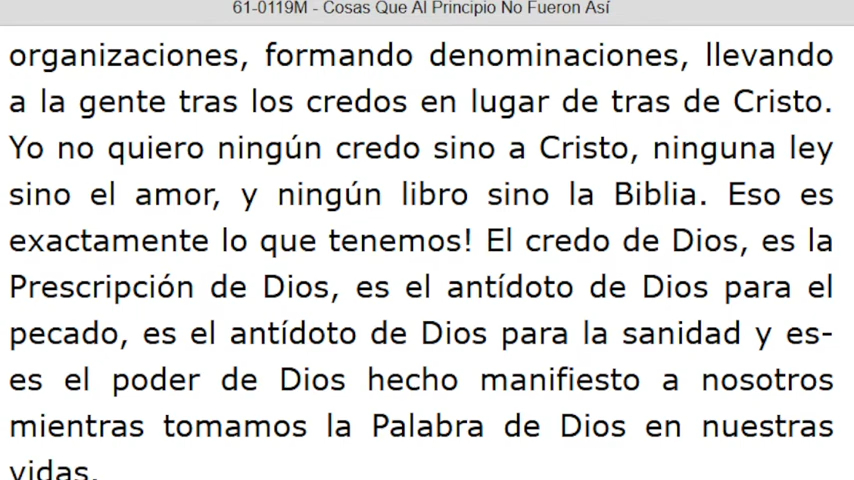 61-0119M - Cosas Que Al Principio No Fueron Así
organizaciones, formando denominaciones, llevando
a la gente tras los credos en lugar de tras de Cristo.
Yo no quiero ningún credo sino a Cristo, ninguna ley
sino el amor, y ningún libro sino la Biblia. Eso es
exactamente lo que tenemos! El credo de Dios, es la
Prescripción de Dios, es el antídoto de Dios para el
pecado, es el antídoto de Dios para la sanidad y es-
es el poder de Dios hecho manifiesto a nosotros
mientras tomamos la Palabra de Dios en nuestras
vidas.